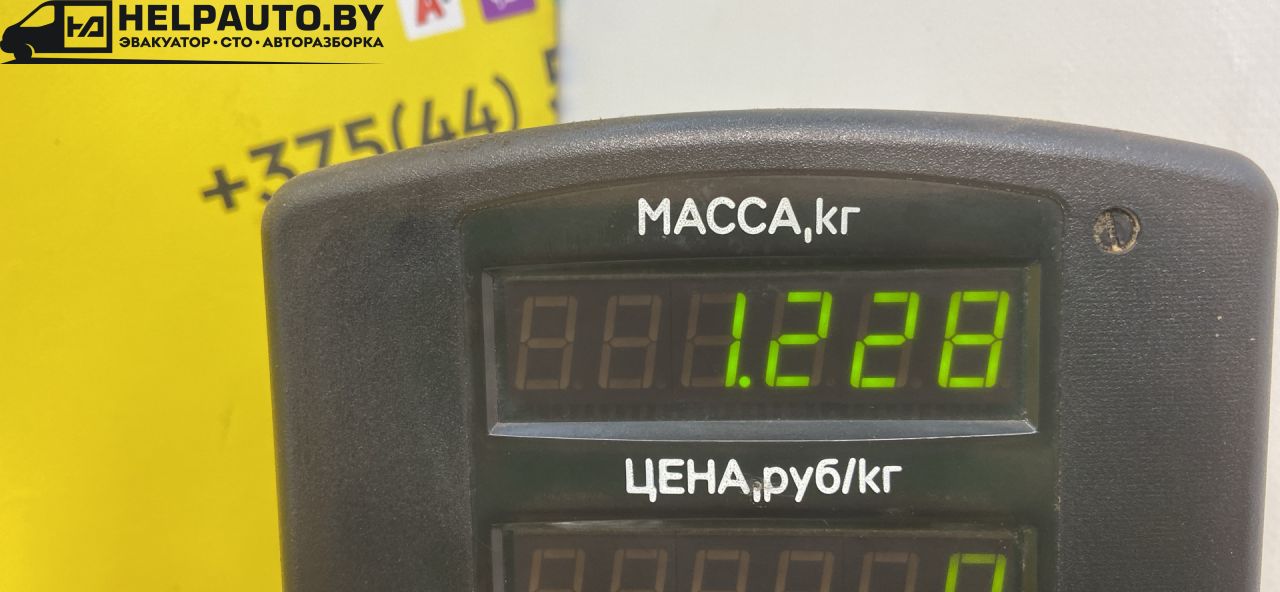 HELPAUTO.BY
ЭВАКУАТОР·СТО·АВТОРАЗБОРКА
+375(44)
МАССА,кг
1.228
ЦЕНА,руб/кг
0